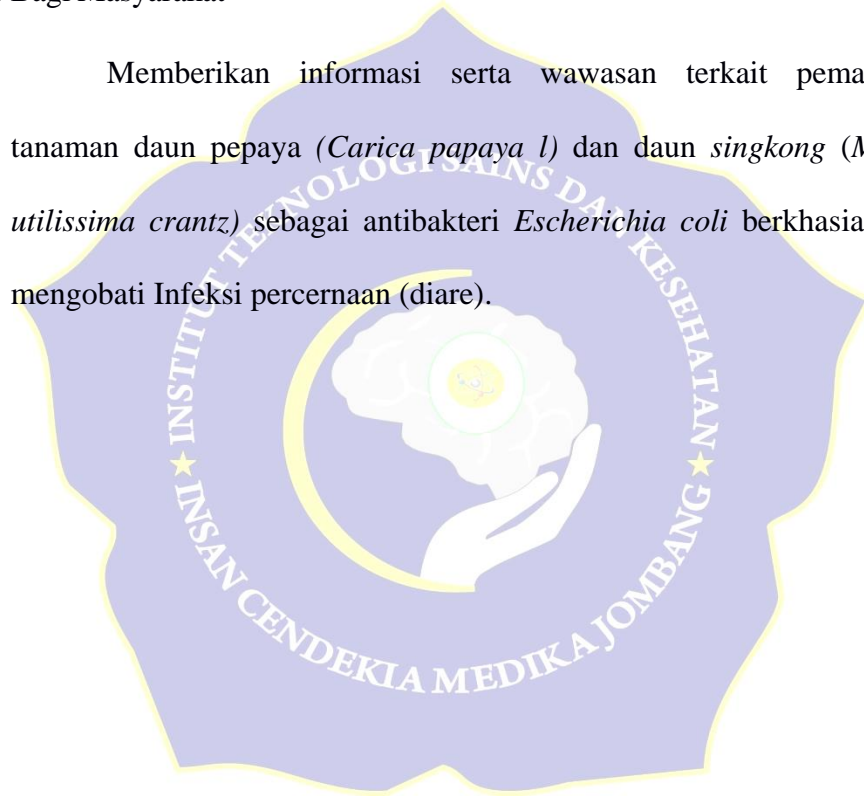 Bagi Masyarakat
Memberikan informasi serta wawasan terkait pema
tanaman daun pepaya (Carica papaya l) dan daun singkong (M
utilissima crantz) sebagai antibakteri Escherichia coli berkhasia
mengobati Infeksi percernaan (diare).
INSTITUT TEKNOLOGI SAINS DAN KESEHATAN
INSAN CENDEKIA MEDIKA JOMBANG